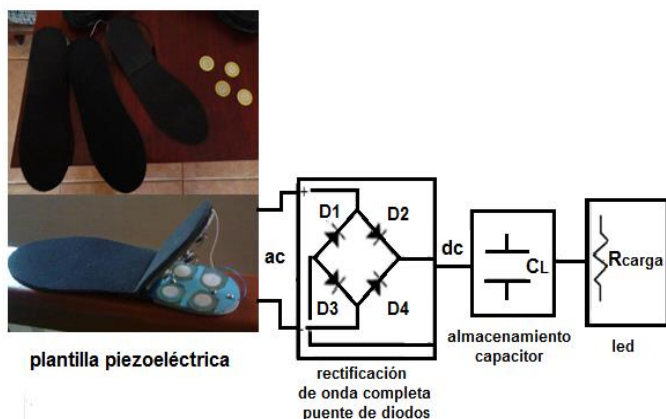 +
D1
D2
ac
dc
D3
D4
-
CL
Rcarga
plantilla piezoeléctrica
rectificación
de onda completa
puente de diodos
almacenamiento
capacitor
led